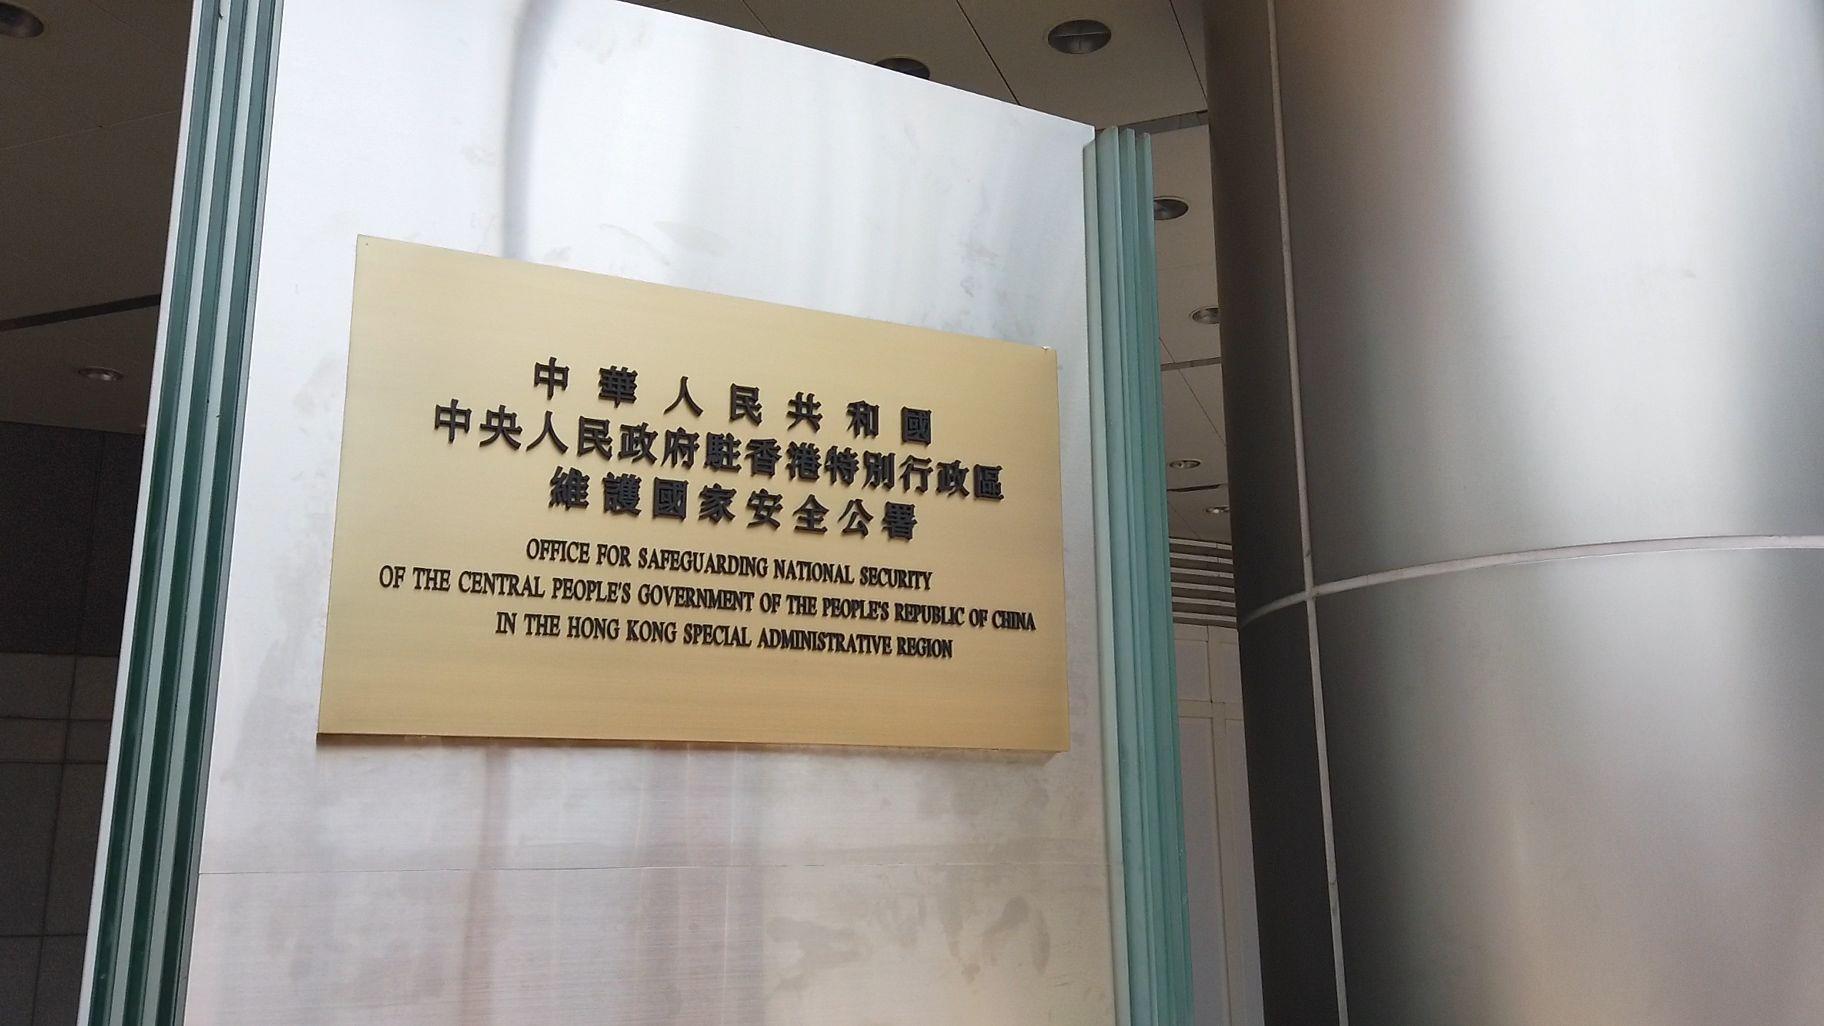 中華人民共和國
中央人民政府駐香港特別行政區
維護國家安全公署
OFFICE FOR SAFEGUARDING NATIONAL SECURITY
OF THE CENTRAL PEOPLE'S GOVERNMENT OF THE PEOPLE'S REPUBLIC OF CHINA
IN THE HONG KONG SPECIAL ADMINISTRATIVE REGION